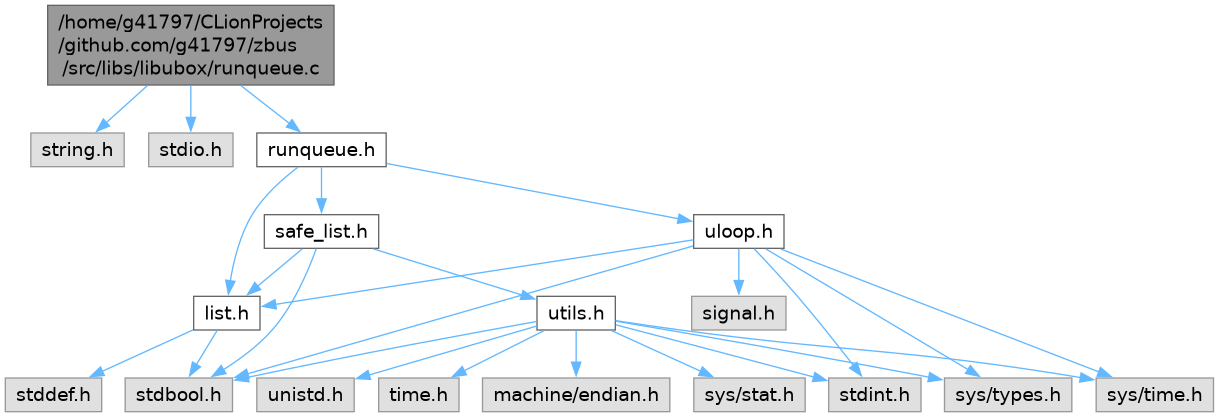 /home/g41797/CLionProjects
/github.com/g41797/zbus
/src/libs/libubox/runqueue.c
string.h
stdio.h
runqueue.h
safe_list.h
uloop.h
list.h
utils.h
signal.h
stddef.h
stdbool.h
unistd.h
time.h
machine/endian.h
sys/stat.h
stdint.h
sys/types.h
sys/time.h